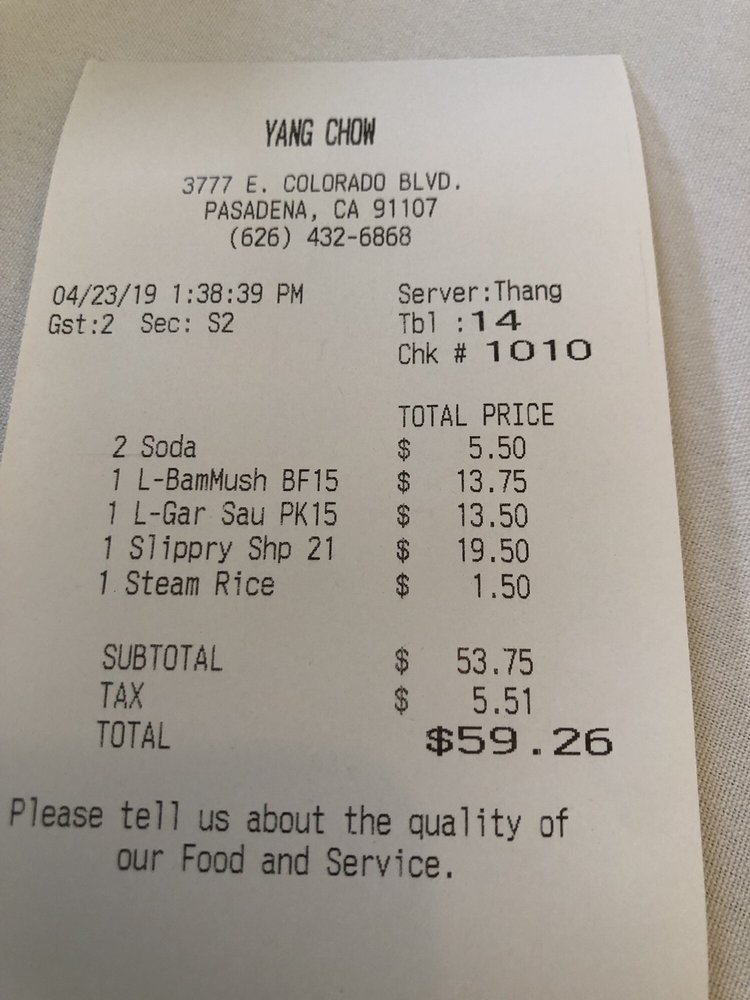 YANG CHOW
3777 E. COLORADO BLVD.
PASADENA, CA 91107
(626) 432-6868
04/23/19 1:38:39 PM Server:Thang
Gst:2 Sec: S2 Tbl :14
Chk # 1010
TOTAL PRICE
2 Soda $ 5.50
1 L-BamMush BF15 $ 13.75
1 L-Gar Sau PK15 $ 13.50
1 Slippry Shp 21 $ 19.50
1 Steam Rice $ 1.50
SUBTOTAL $ 53.75
TAX $ 5.51
TOTAL $59.26
Please tell us about the quality of
our Food and Service.